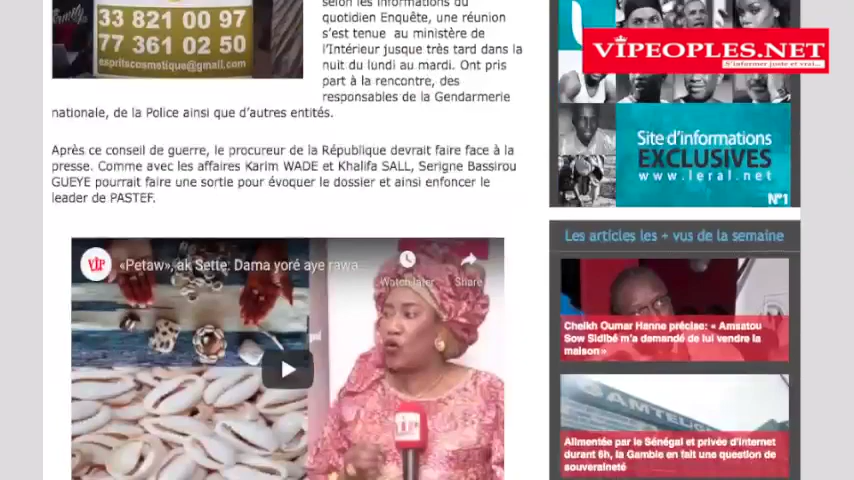 33 821 00 97
77 361 02 50
espritscosmetique@gmail.com
selon les informations du
quotidien Enquête, une réunion
s'est tenue au ministère de
l'Intérieur jusque très tard dans la
nuit du lundi au mardi. Ont pris
part à la rencontre, des
responsables de la Gendarmerie
nationale, de la Police ainsi que d'autres entités.
Après ce conseil de guerre, le procureur de la République devrait faire face à la
presse. Comme avec les affaires Karim WADE et Khalifa SALL, Serigne Bassirou
GUEYE pourrait faire une sortie pour évoquer le dossier et ainsi enfoncer le
leader de PASTEF.
VIP
«Petaw», ak Sette: Dama yoré aye rawa
Watch later
Share
VIPEOPLES.NET
S'informer juste et vrai...
Site d'informations
EXCLUSIVES
www.leral.net
N°1
Les articles les + vus de la semaine
Cheikh Oumar Hanne précise: « Amsatou
Sow Sidibé m'a demandé de lui vendre la
maison »
SAMTEL
Alimentée par le Sénégal et privée d'internet
durant 6h, la Gambie en fait une question de
souveraineté